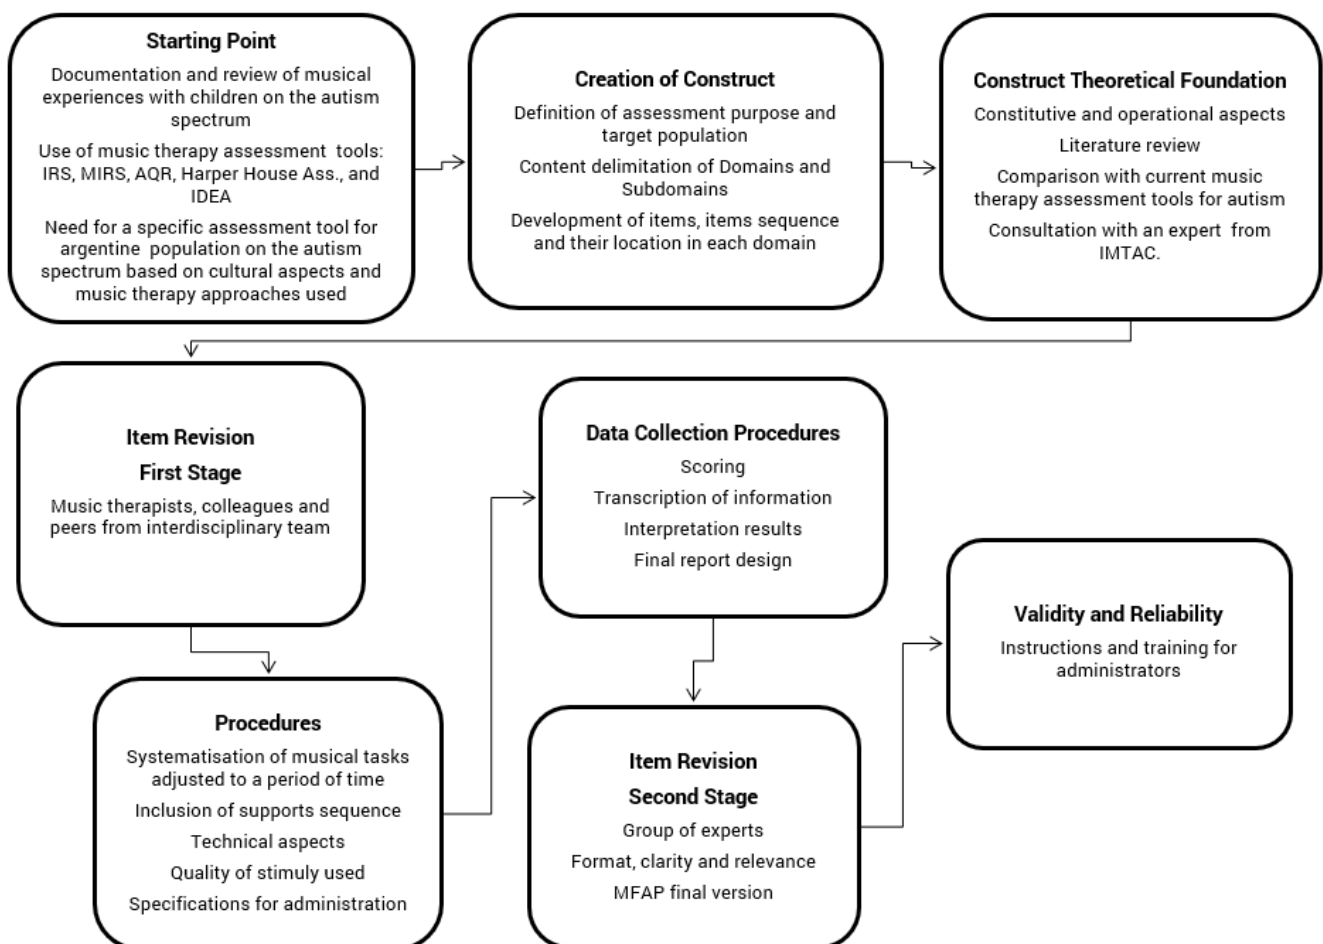 Starting Point
Documentation and review of musical
experiences with children on the autism
spectrum
Use of music therapy assessment tools:
IRS, MIRS, AQR, Harper House Ass., and
IDEA
Need for a specific assessment tool for
argentine population on the autism
spectrum based on cultural aspects and
music therapy approaches used
Creation of Construct
Definition of assessment purpose and
target population
Content delimitation of Domains and
Subdomains
Development of items, items sequence
and their location in each domain
Construct Theoretical Foundation
Constitutive and operational aspects
Literature review
Comparison with current music
therapy assessment tools for autism
Consultation with an expert from
IMTAC.
Item Revision
First Stage
Music therapists, colleagues and
peers from interdisciplinary team
Procedures
Systematisation of musical tasks
adjusted to a period of time
Inclusion of supports sequence
Technical aspects
Quality of stimuly used
Specifications for administration
Data Collection Procedures
Scoring
Transcription of information
Interpretation results
Final report design
Item Revision
Second Stage
Group of experts
Format, clarity and relevance
MFAP final version
Validity and Reliability
Instructions and training for
administrators